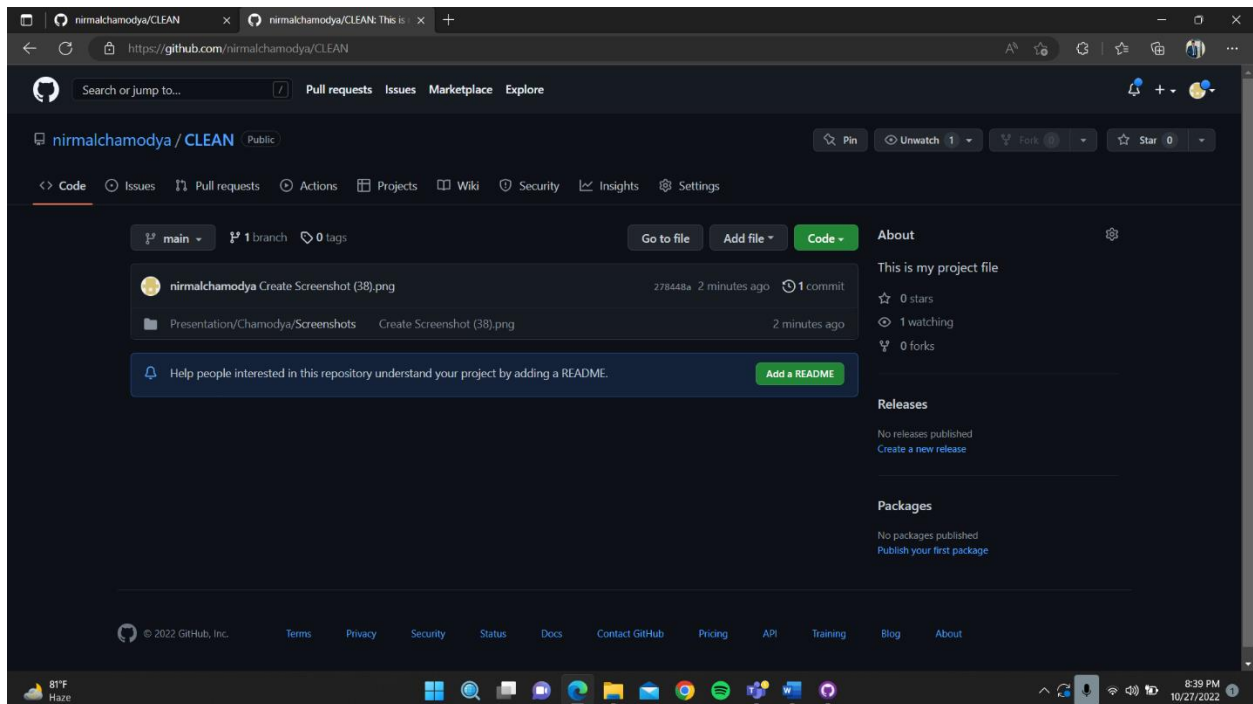 nirmalchamodya/CLEAN
nirmalchamodya/CLEAN: This is
https://github.com/nirmalchamodya/CLEAN
Search or jump to... / Pull requests Issues Marketplace Explore
nirmalchamodya / CLEAN Public
Pin Unwatch 1 Fork 0 Star 0
Code Issues Pull requests Actions Projects Wiki Security Insights Settings
main 1 branch 0 tags Go to file Add file Code
nirmalchamodya Create Screenshot (38).png 278448a 2 minutes ago 1 commit
Presentation/Chamodya/Screenshots Create Screenshot (38).png 2 minutes ago
Help people interested in this repository understand your project by adding a README. Add a README
About
This is my project file
0 stars
1 watching
0 forks
Releases
No releases published
Create a new release
Packages
No packages published
Publish your first package
© 2022 GitHub, Inc. Terms Privacy Security Status Docs Contact GitHub Pricing API Training Blog About
81°F
Haze
8:39 PM
10/27/2022
1